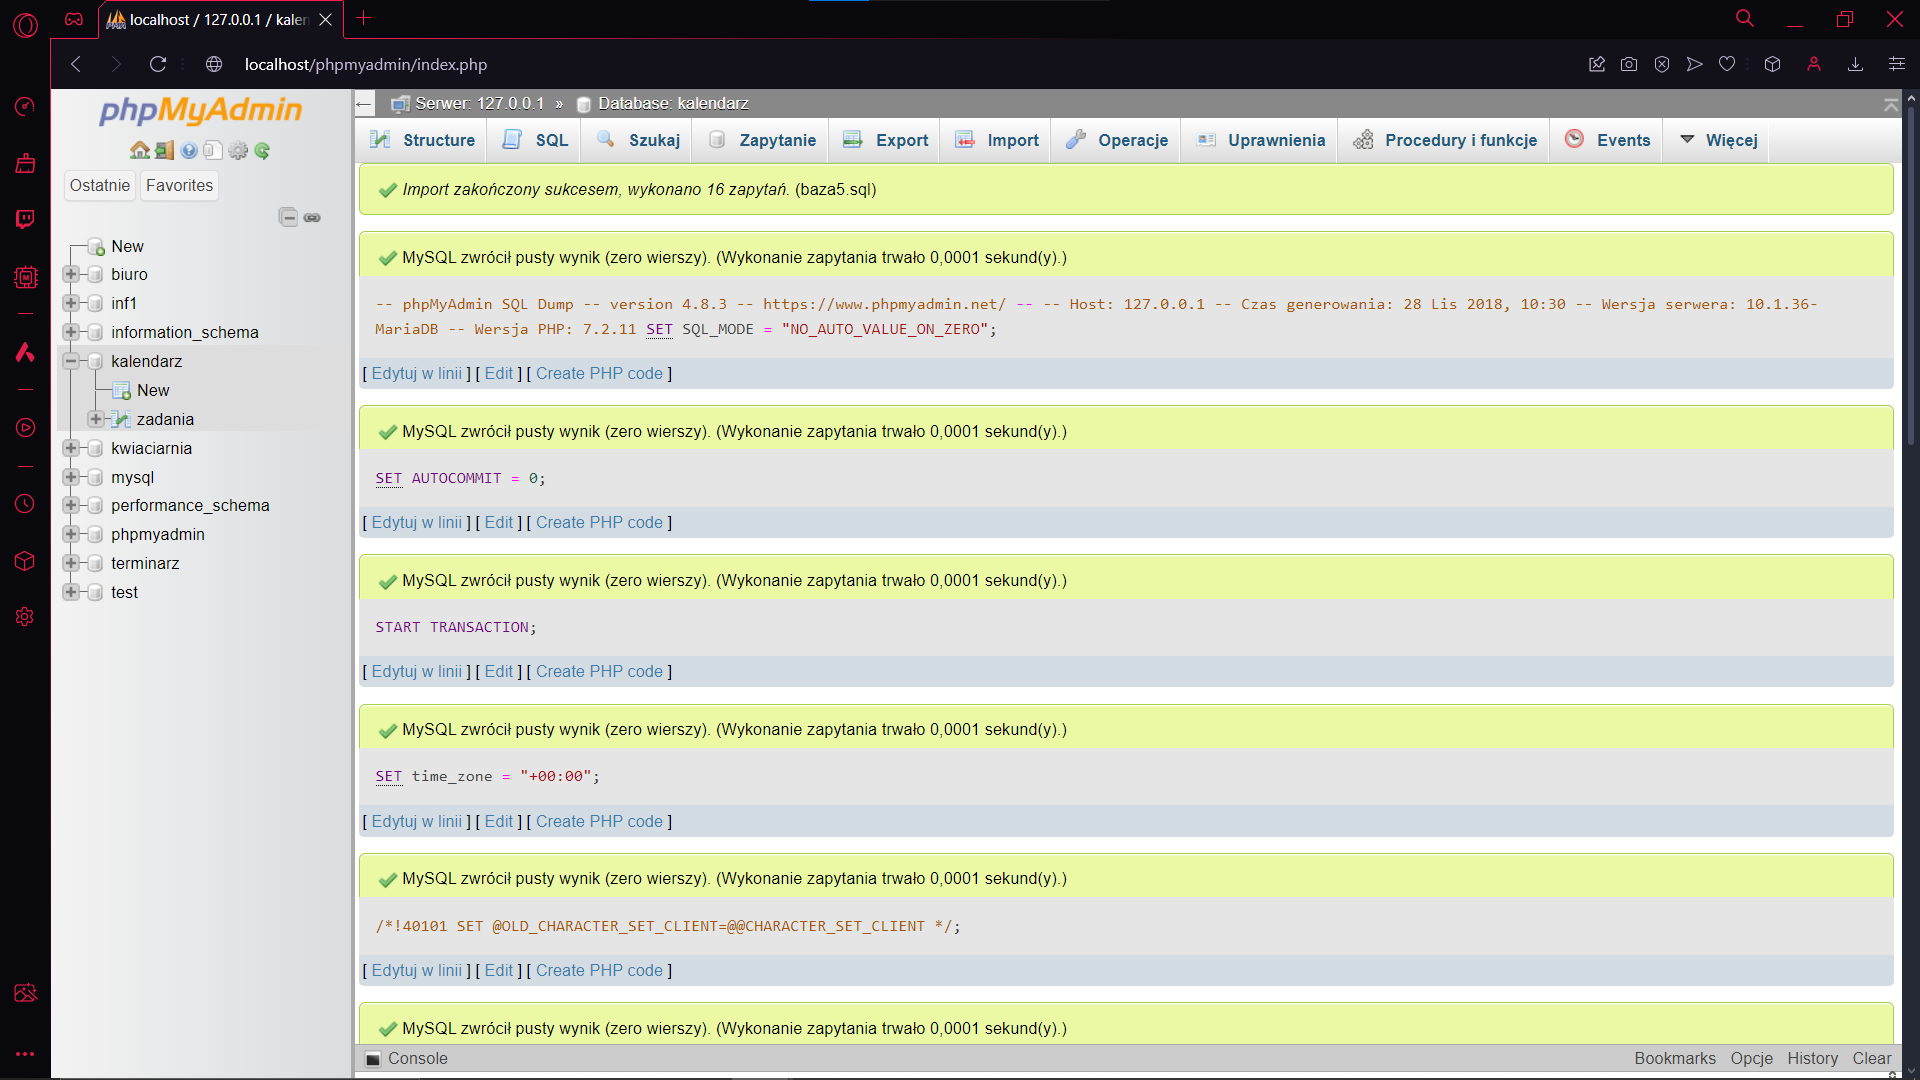 localhost / 127.0.0.1 / kalen
localhost/phpmyadmin/index.php
phpMyAdmin
Ostatnie
Favorites
New
biuro
inf1
information_schema
kalendarz
New
zadania
kwiaciarnia
mysql
performance_schema
phpmyadmin
terminarz
test
Serwer: 127.0.0.1 » Database: kalendarz
Structure SQL Szukaj Zapytanie Export Import Operacje Uprawnienia Procedury i funkcje Events Więcej
Import zakończony sukcesem, wykonano 16 zapytań. (baza5.sql)
MySQL zwrócił pusty wynik (zero wierszy). (Wykonanie zapytania trwało 0,0001 sekund(y).)
-- phpMyAdmin SQL Dump -- version 4.8.3 -- https://www.phpmyadmin.net/ -- -- Host: 127.0.0.1 -- Czas generowania: 28 Lis 2018, 10:30 -- Wersja serwera: 10.1.36-
MariaDB -- Wersja PHP: 7.2.11 SET SQL_MODE = "NO_AUTO_VALUE_ON_ZERO";
[ Edytuj w linii ] [ Edit ] [ Create PHP code ]
MySQL zwrócił pusty wynik (zero wierszy). (Wykonanie zapytania trwało 0,0001 sekund(y).)
SET AUTOCOMMIT = 0;
[ Edytuj w linii ] [ Edit ] [ Create PHP code ]
MySQL zwrócił pusty wynik (zero wierszy). (Wykonanie zapytania trwało 0,0001 sekund(y).)
START TRANSACTION;
[ Edytuj w linii ] [ Edit ] [ Create PHP code ]
MySQL zwrócił pusty wynik (zero wierszy). (Wykonanie zapytania trwało 0,0001 sekund(y).)
SET time_zone = "+00:00";
[ Edytuj w linii ] [ Edit ] [ Create PHP code ]
MySQL zwrócił pusty wynik (zero wierszy). (Wykonanie zapytania trwało 0,0001 sekund(y).)
/*!40101 SET @OLD_CHARACTER_SET_CLIENT=@@CHARACTER_SET_CLIENT */;
[ Edytuj w linii ] [ Edit ] [ Create PHP code ]
MySQL zwrócił pusty wynik (zero wierszy). (Wykonanie zapytania trwało 0,0001 sekund(y).)
Console
Bookmarks Opcje History Clear